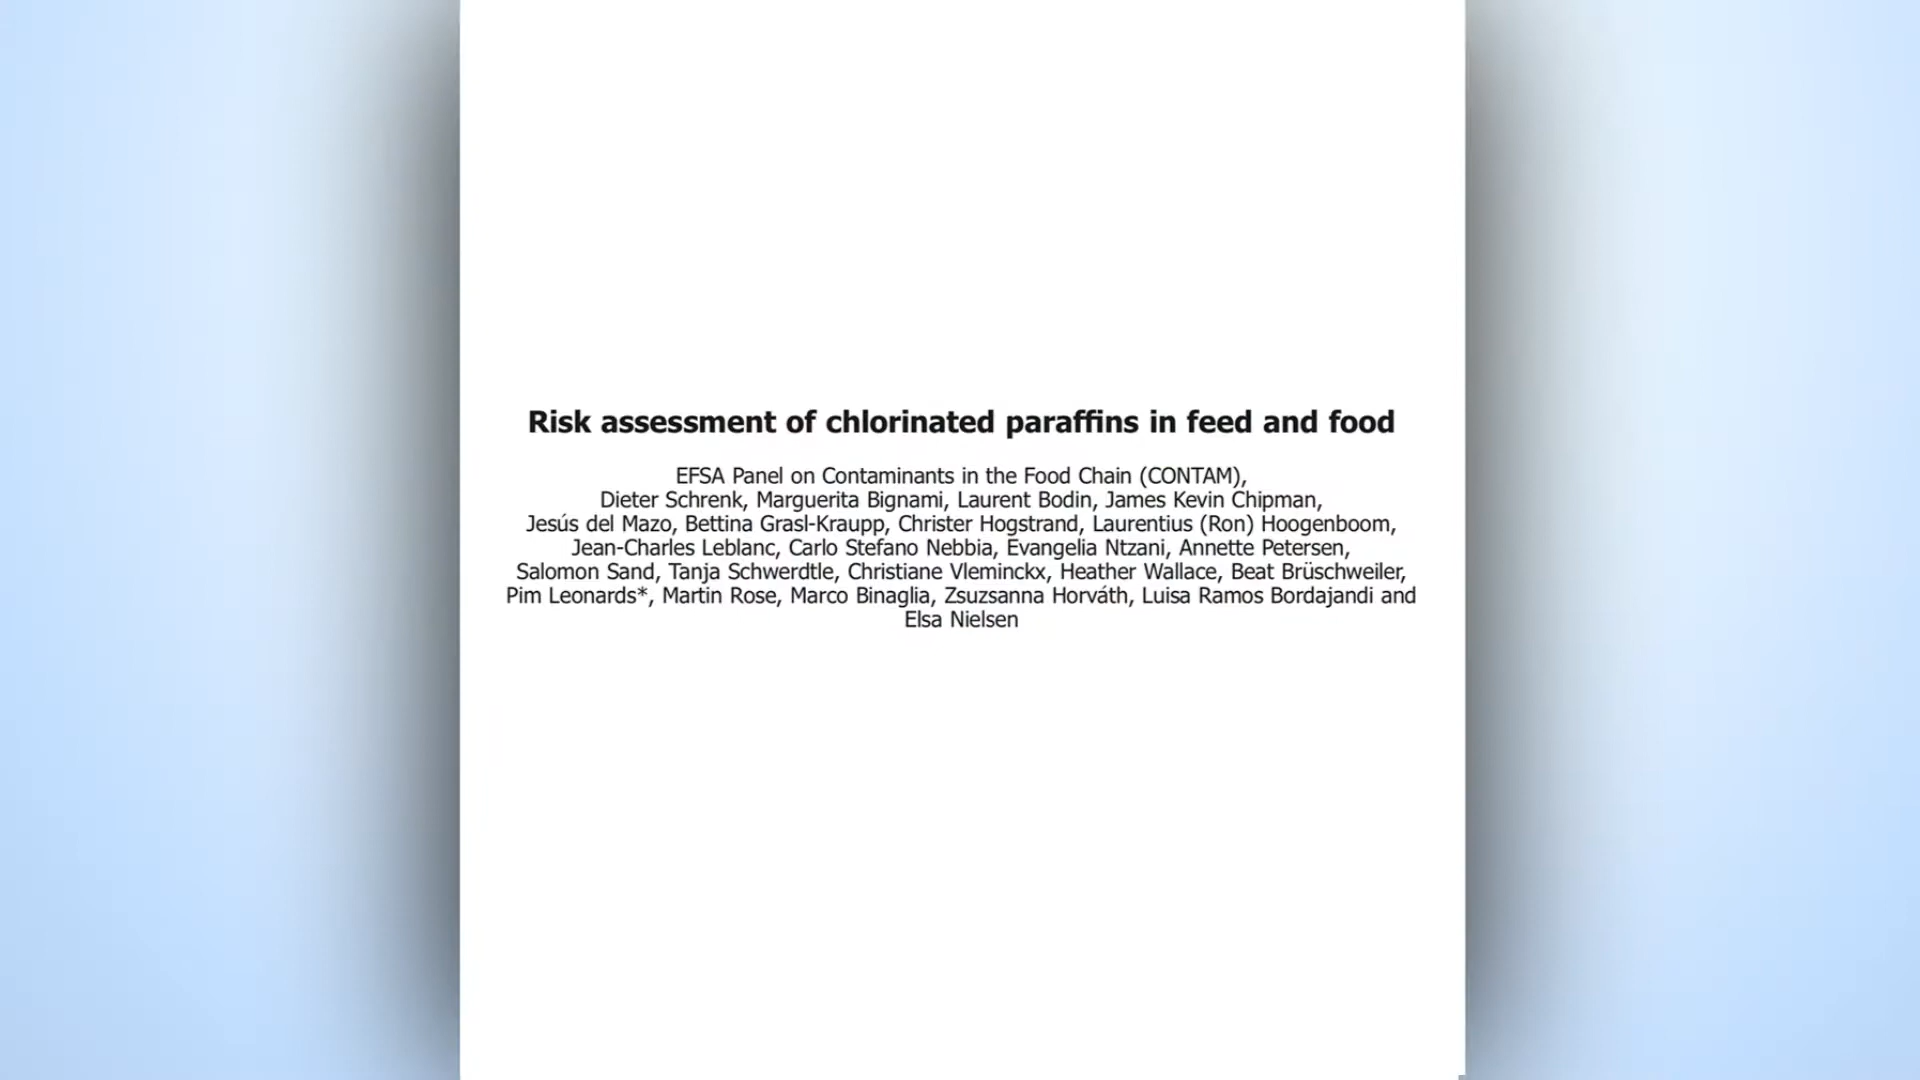 Risk assessment of chlorinated paraffins in feed and food
EFSA Panel on Contaminants in the Food Chain (CONTAM),
Dieter Schrenk, Marguerita Bignami, Laurent Bodin, James Kevin Chipman,
Jesús del Mazo, Bettina Grasl-Kraupp, Christer Hogstrand, Laurentius (Ron) Hoogenboom,
Jean-Charles Leblanc, Carlo Stefano Nebbia, Evangelia Ntzani, Annette Petersen,
Salomon Sand, Tanja Schwerdtle, Christiane Vleminckx, Heather Wallace, Beat Brüschweiler,
Pim Leonards*, Martin Rose, Marco Binaglia, Zsuzsanna Horváth, Luisa Ramos Bordajandi and
Elsa Nielsen